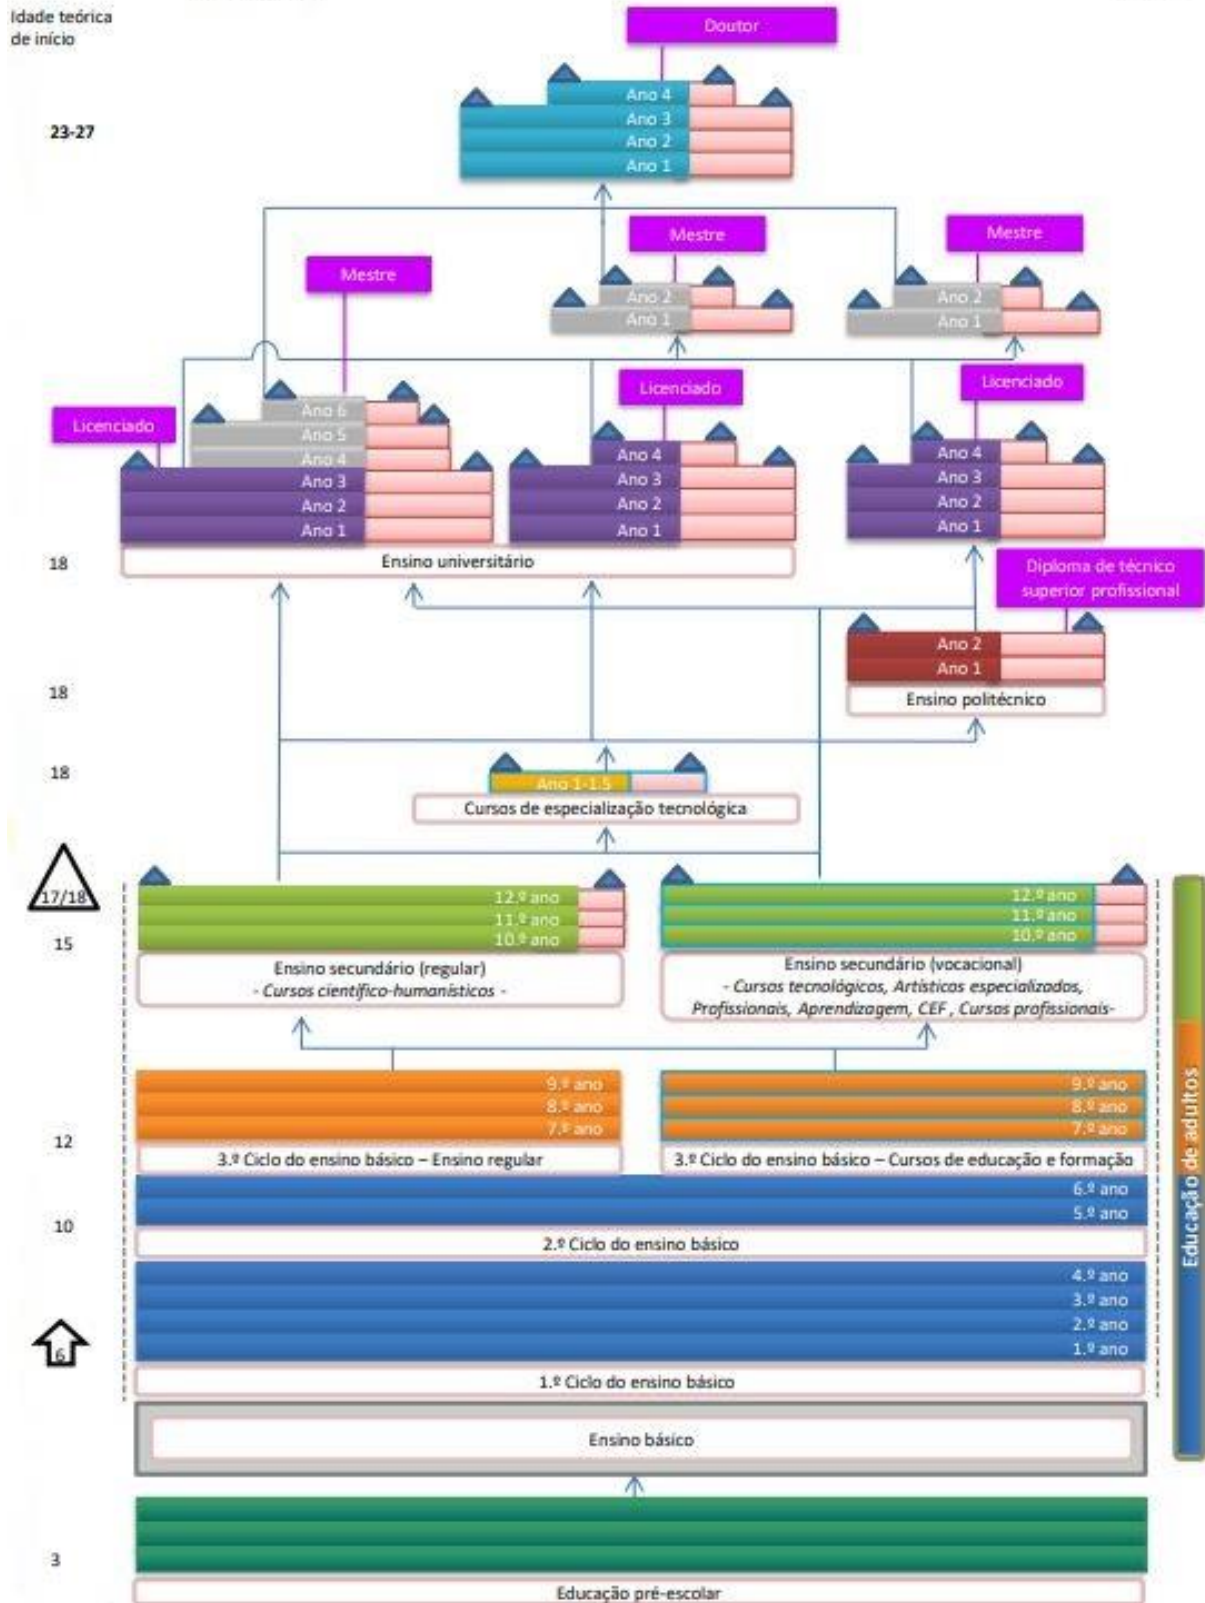 Idade teórica
de início
Doutor
Ano 4
Ano 3
23-27
Ano 2
Ano 1
Mestre
Mestre
Mestre
Ano 2
Ano 1
Ano 2
Ano 1
Licenciado
Licenciado
Licenciado
Ano 6
Ano 5
Ano 4
Ano 3
Ano 2
Ano 1
Ano 4
Ano 3
Ano 2
Ano 1
Ano 4
Ano 3
Ano 2
Ano 1
18
Ensino universitário
Diploma de técnico
superior profissional
Ano 2
Ano 1
18
Ensino politécnico
18
Ano 1-1.5
Cursos de especialização tecnológica
17/18
12.º ano
11.º ano
10.º ano
12.º ano
11.º ano
10.º ano
15
Ensino secundário (regular)
- Cursos científico-humanísticos -
Ensino secundário (vocacional)
- Cursos tecnológicos, Artísticos especializados,
Profissionais, Aprendizagem, CEF , Cursos profissionais-
9.º ano
8.º ano
7.º ano
9.º ano
8.º ano
7.º ano
12
3.º Ciclo do ensino básico – Ensino regular
3.º Ciclo do ensino básico – Cursos de educação e formação
6.º ano
5.º ano
10
2.º Ciclo do ensino básico
4.º ano
3.º ano
2.º ano
1.º ano
6
1.º Ciclo do ensino básico
Educação de adultos
Ensino básico
3
Educação pré-escolar